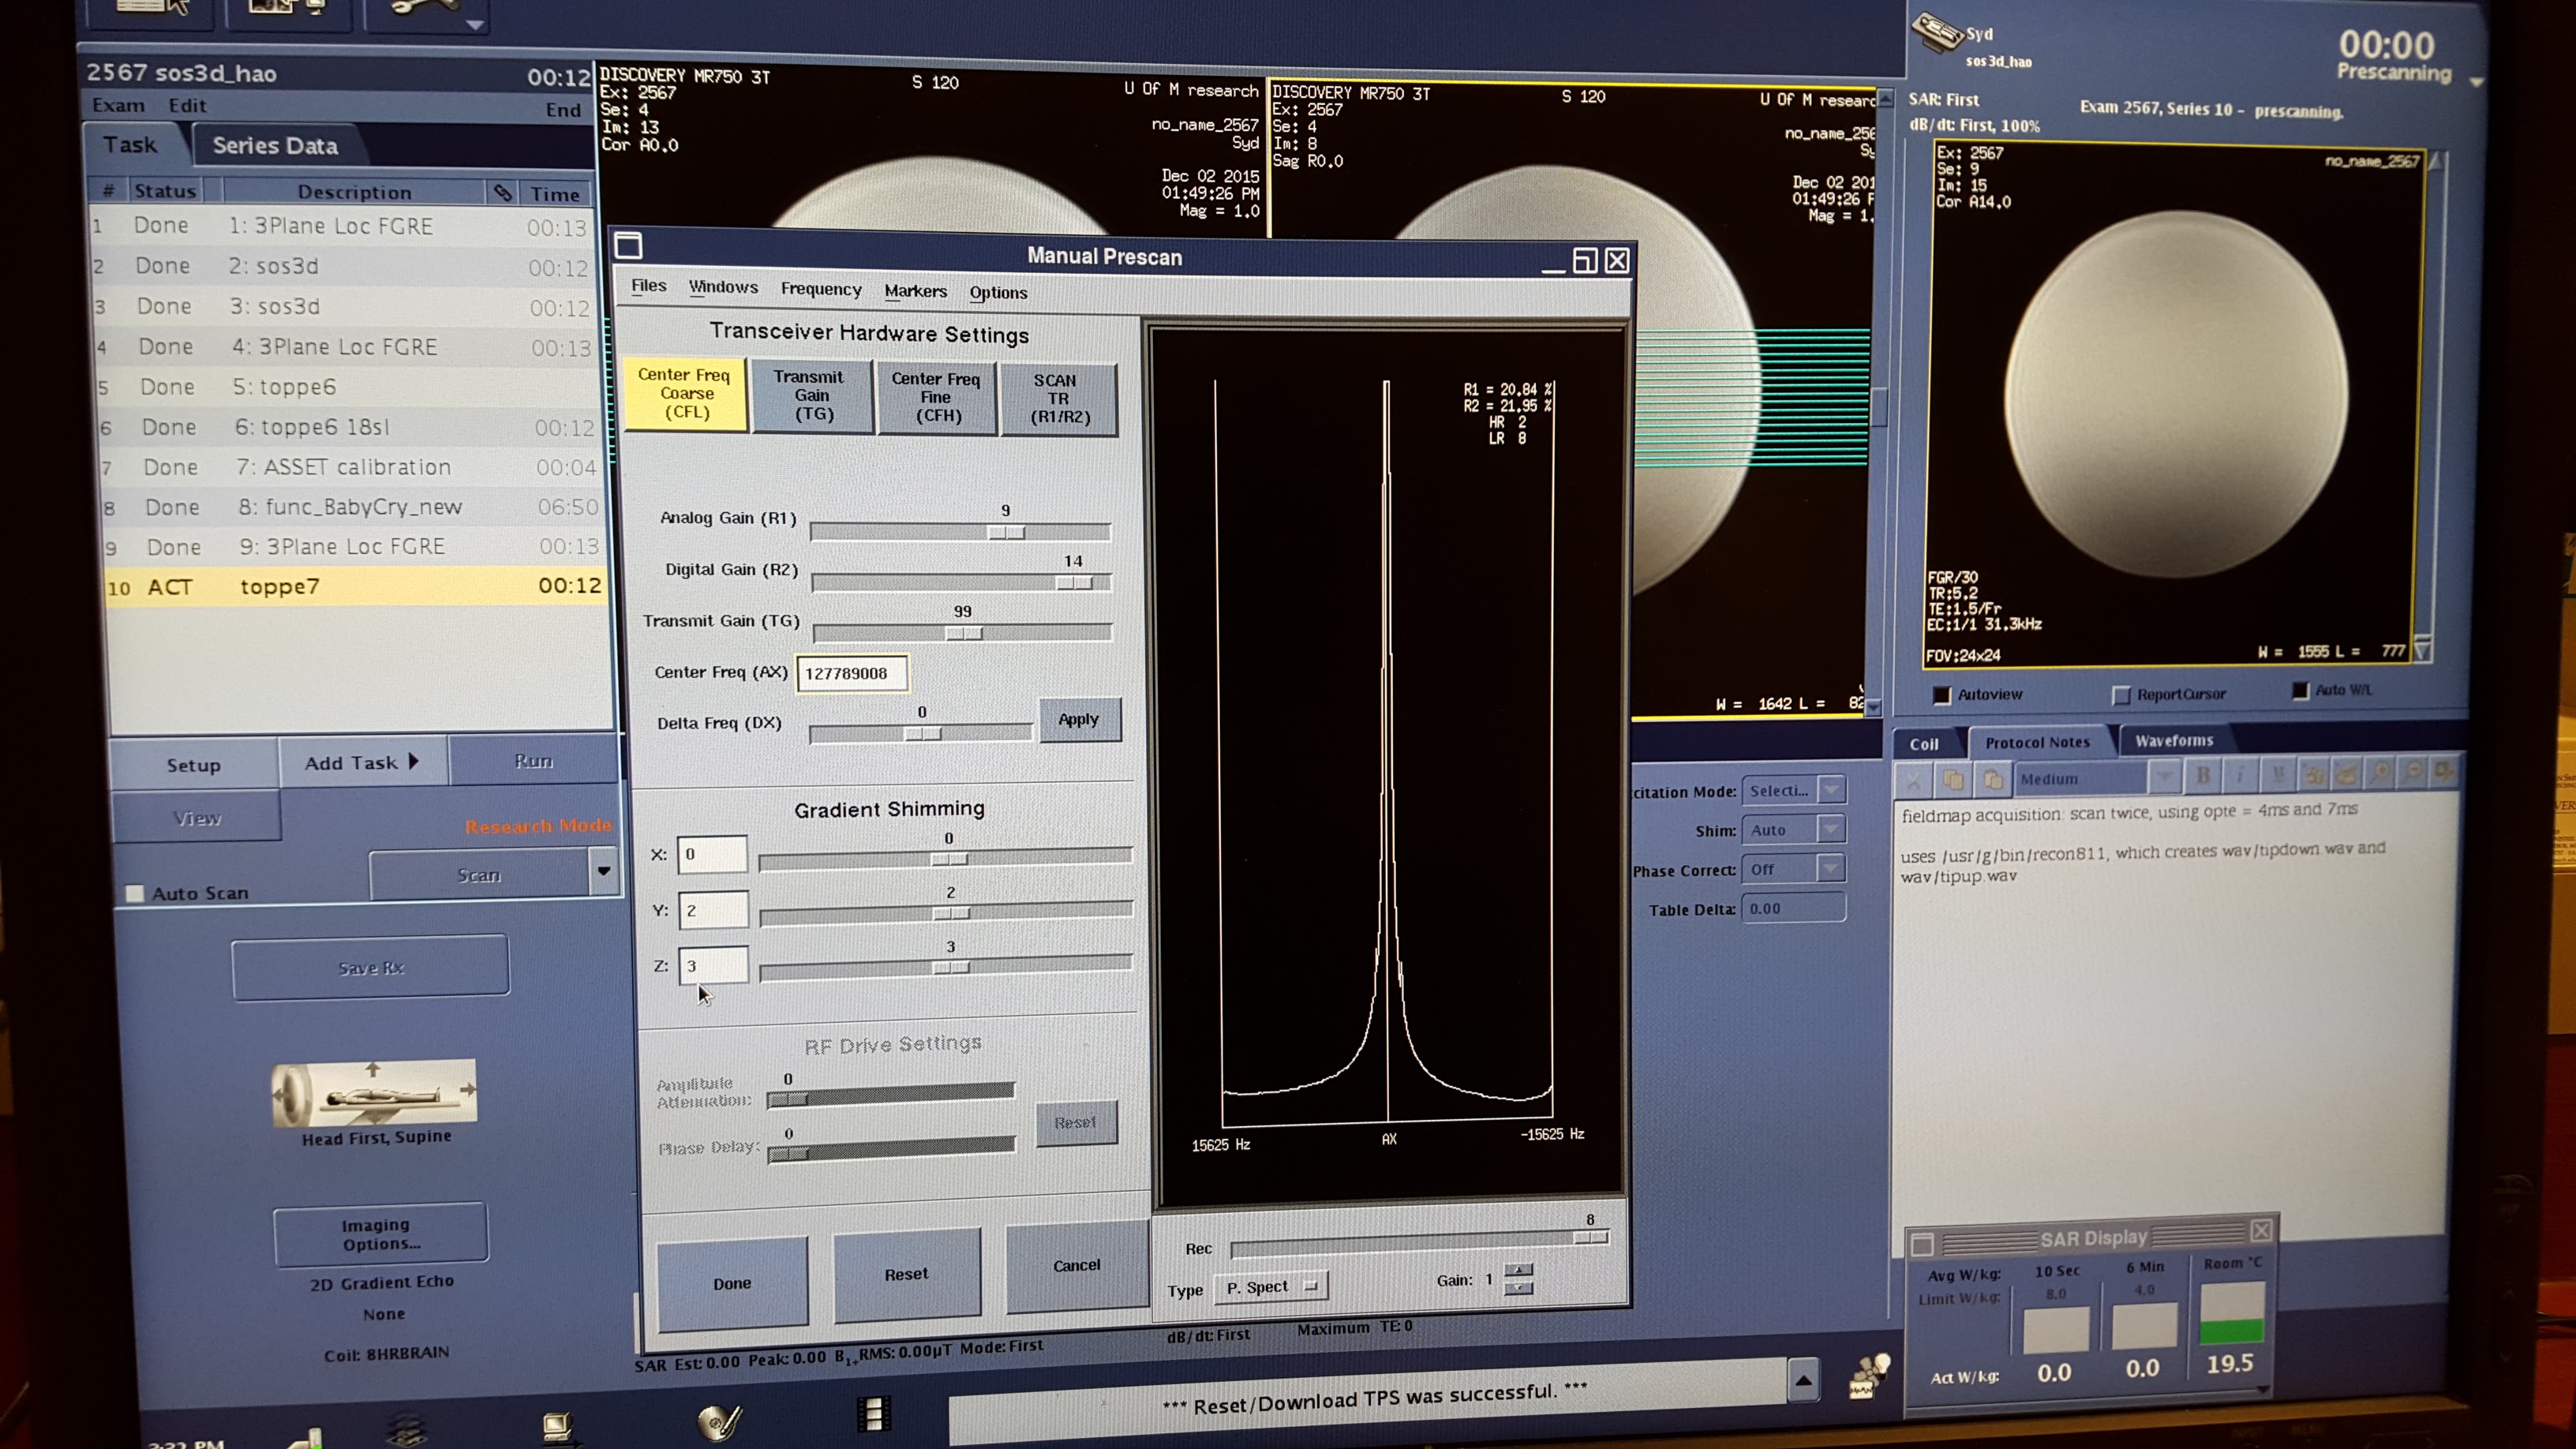 2567 sos3d_hao 00:12
Exam Edit End
Task Series Data
# Status Description Time
1 Done 1: 3Plane Loc FGRE 00:13
2 Done 2: sos3d 00:12
3 Done 3: sos3d 00:12
4 Done 4: 3Plane Loc FGRE 00:13
5 Done 5: toppe6
6 Done 6: toppe6 18sl 00:12
7 Done 7: ASSET calibration 00:04
8 Done 8: func_BabyCry_new 06:50
9 Done 9: 3Plane Loc FGRE 00:13
10 ACT toppe7 00:12
Setup Add Task Run
View
Research Mode
Scan
Auto Scan
Save Rx
Head First, Supine
Imaging
Options...
2D Gradient Echo
None
Coil: 8HRBRAIN
DISCOVERY MR750 3T S 120 U Of M research
Ex: 2567
Se: 4
Im: 13
Cor A0.0
no_name_2567
Syd
Dec 02 2015
01:49:26 PM
Mag = 1.0
DISCOVERY MR750 3T S 120 U Of M researc
Ex: 2567
Se: 4
Im: 8
Sag R0.0
no_name_256
Sy
Dec 02 201
01:49:26 P
Mag = 1.
W = 1642 L = 82
Manual Prescan
Files Windows Frequency Markers Options
Transceiver Hardware Settings
Center Freq
Coarse
(CFL)
Transmit
Gain
(TG)
Center Freq
Fine
(CFH)
SCAN
TR
(R1/R2)
Analog Gain (R1) 9
Digital Gain (R2) 14
Transmit Gain (TG) 99
Center Freq (AX) 127789008
Delta Freq (DX) 0 Apply
Gradient Shimming
X: 0 0
Y: 2 2
Z: 3 3
RF Drive Settings
Amplitude
Attenuation: 0
Phase Delay: 0
Reset
Done Reset Cancel
R1 = 20.84 %
R2 = 21.95 %
HR 2
LR 8
15625 Hz AX -15625 Hz
Rec 8
Type P. Spect Gain: 1
SAR Est: 0.00 Peak: 0.00 B1+RMS: 0.00µT Mode: First dB/dt: First Maximum TE: 0
*** Reset/Download TPS was successful. ***
citation Mode: Selecti...
Shim: Auto
Phase Correct: Off
Table Delta: 0.00
Syd
sos3d_hao
00:00
Prescanning
SAR: First
dB/dt: First, 100%
Exam 2567, Series 10 - prescanning.
Ex: 2567
Se: 9
Im: 15
Cor A14.0
no_name_2567
FGR/30
TR:5.2
TE:1.5/Fr
EC:1/1 31.3kHz
FOV:24x24
W = 1555 L = 777
Autoview ReportCursor Auto W/L
Coil Protocol Notes Waveforms
Medium B i U
fieldmap acquisition: scan twice, using opte = 4ms and 7ms
uses /usr/g/bin/recon811, which creates wav/tipdown.wav and
wav/tipup.wav
SAR Display
Avg W/kg: 10 Sec 6 Min Room °C
Limit W/kg: 8.0 4.0
Act W/kg: 0.0 0.0 19.5